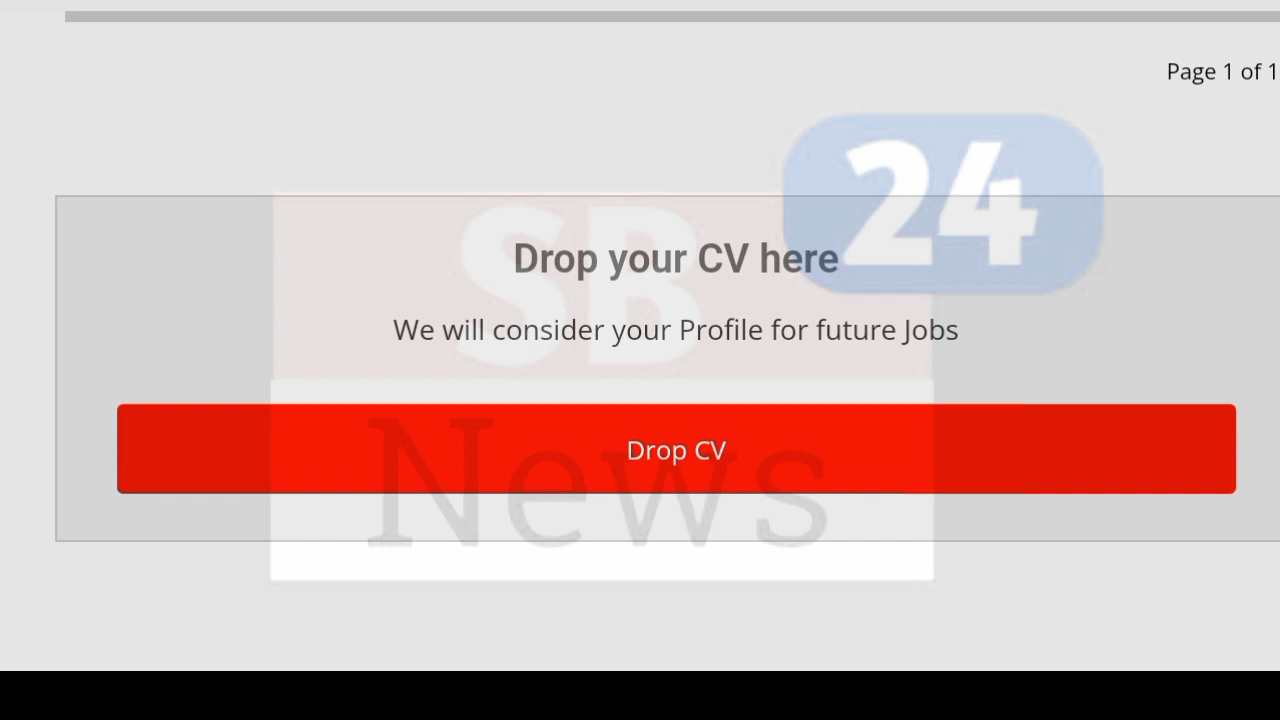 Page 1 of 1
24
SB
Drop your CV here
We will consider your Profile for future Jobs
Drop CV
News